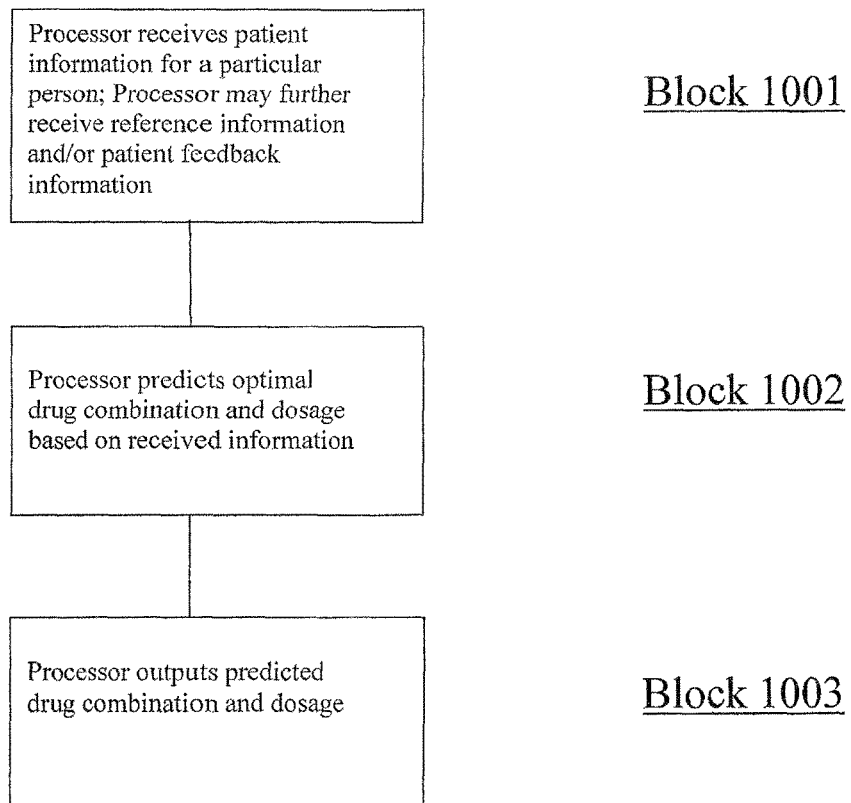 Processor receives patient
information for a particular
person; Processor may further
receive reference information
and/or patient feedback
information
Block 1001
Processor predicts optimal
drug combination and dosage
based on received information
Block 1002
Processor outputs predicted
drug combination and dosage
Block 1003